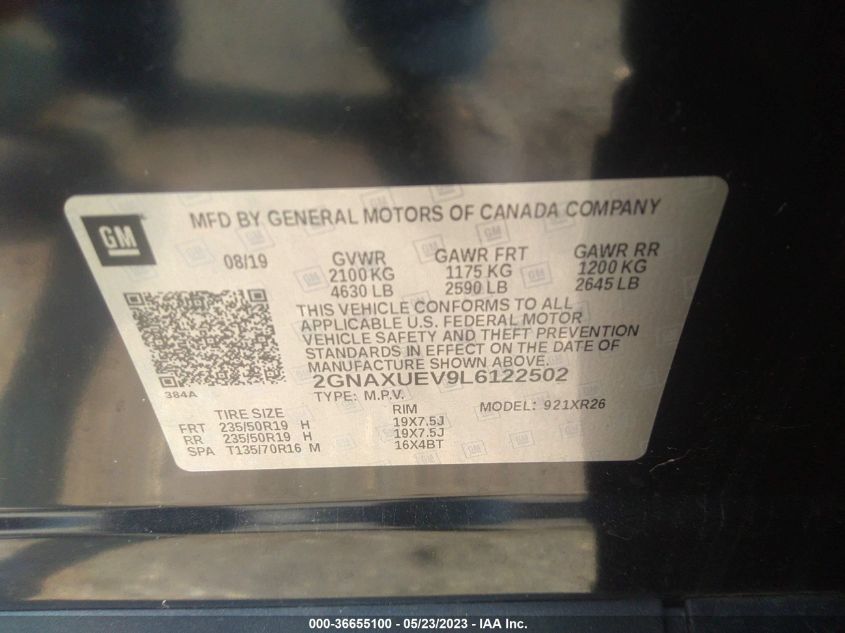 GM
MFD BY GENERAL MOTORS OF CANADA COMPANY
08/19 GVWR GAWR FRT GAWR RR
2100 KG 1175 KG 1200 KG
4630 LB 2590 LB 2645 LB
THIS VEHICLE CONFORMS TO ALL
APPLICABLE U.S. FEDERAL MOTOR
VEHICLE SAFETY AND THEFT PREVENTION
STANDARDS IN EFFECT ON THE DATE OF
MANUFACTURE SHOWN ABOVE.
384A
2GNAXUEV9L6122502
TYPE: M.P.V. MODEL: 921XR26
TIRE SIZE RIM
FRT 235/50R19 H 19X7.5J
RR 235/50R19 H 19X7.5J
SPA T135/70R16 M 16X4BT
000-36655100 - 05/23/2023 - IAA Inc.